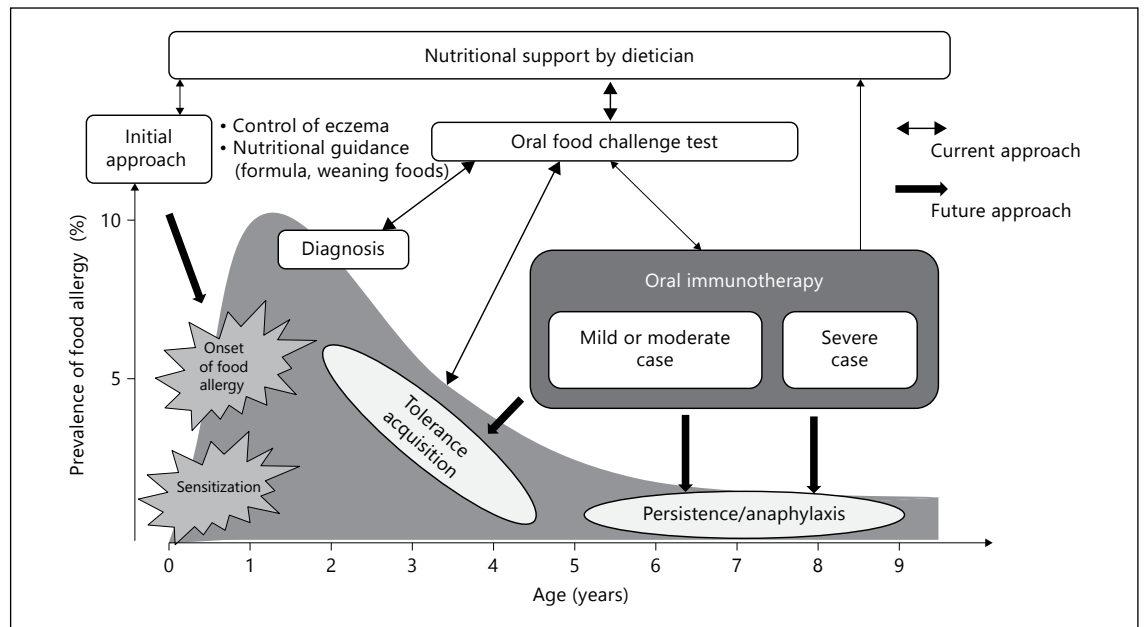 Nutritional support by dietician
Initial
approach
• Control of eczema
• Nutritional guidance
(formula, weaning foods)
Oral food challenge test
Current approach
Future approach
Prevalence of food allergy (%)
10
5
Diagnosis
Oral immunotherapy
Mild or moderate
case
Severe
case
Onset
of food
allergy
Tolerance
acquisition
Sensitization
Persistence/anaphylaxis
0 1 2 3 4 5 6 7 8 9
Age (years)